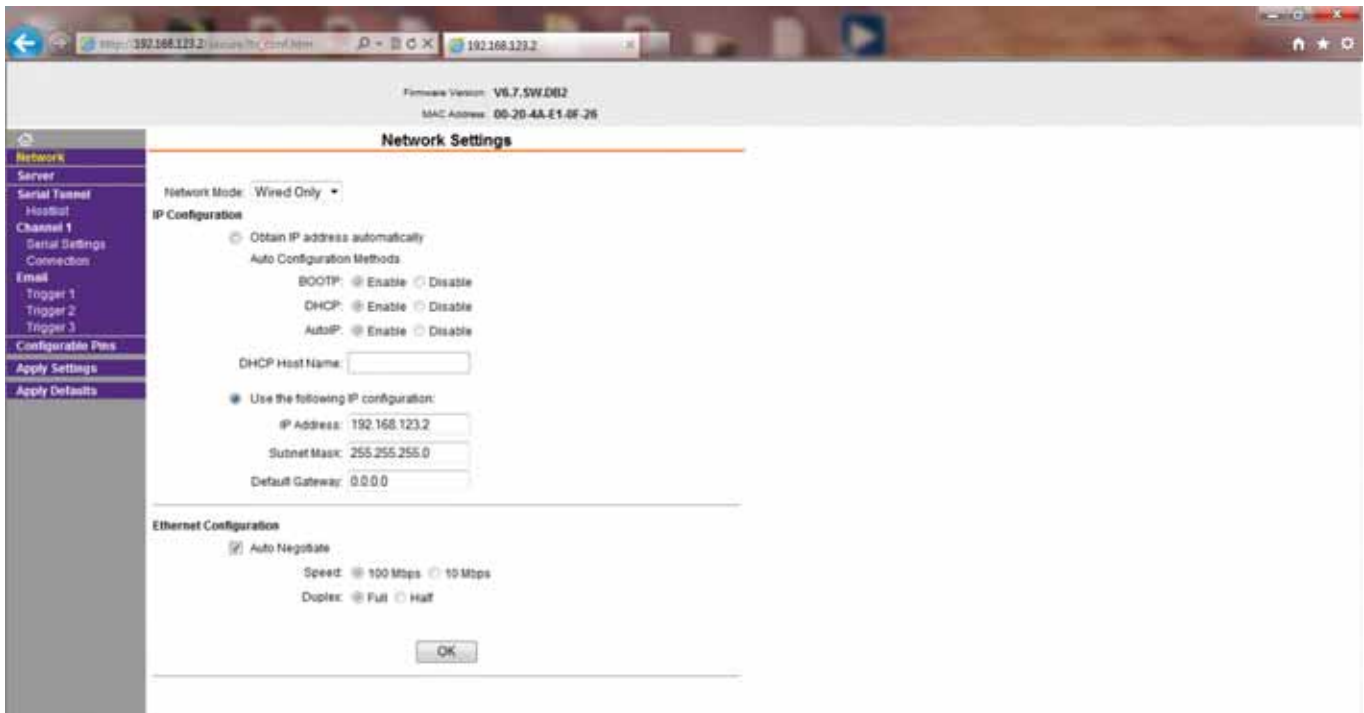 192.168.123.2
192.168.123.2
Firmware Version: V6.7.SW.DB2
MAC Address: 00-20-4A-E1-0F-26
Network
Server
Serial Tunnel
Hostlist
Channel 1
Serial Settings
Connection
Email
Trigger 1
Trigger 2
Trigger 3
Configurable Pins
Apply Settings
Apply Defaults
Network Settings
Network Mode: Wired Only
IP Configuration
Obtain IP address automatically
Auto Configuration Methods
BOOTP: Enable Disable
DHCP: Enable Disable
AutoIP: Enable Disable
DHCP Host Name:
Use the following IP configuration:
IP Address: 192.168.123.2
Subnet Mask: 255.255.255.0
Default Gateway: 0.0.0.0
Ethernet Configuration
Auto Negotiate
Speed: 100 Mbps 10 Mbps
Duplex: Full Half
OK